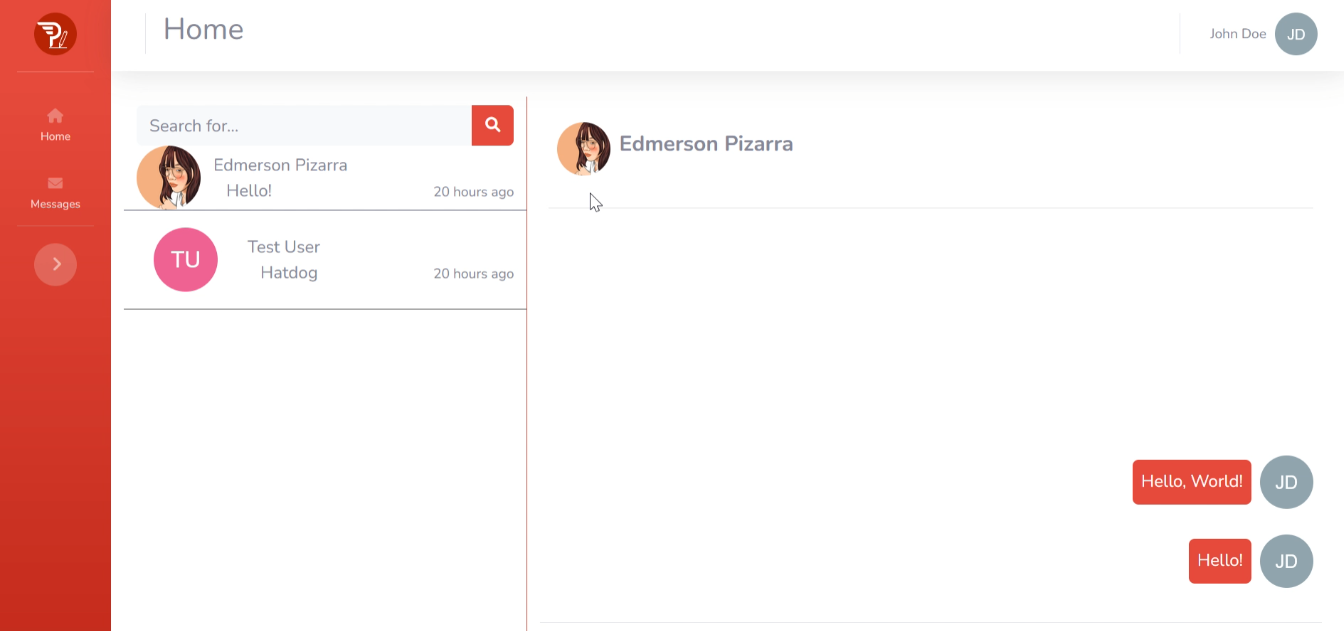 Home
John Doe JD
Home
Messages
Search for...
Edmerson Pizarra
Hello! 20 hours ago
TU Test User
Hatdog 20 hours ago
Edmerson Pizarra
Hello, World! JD
Hello! JD